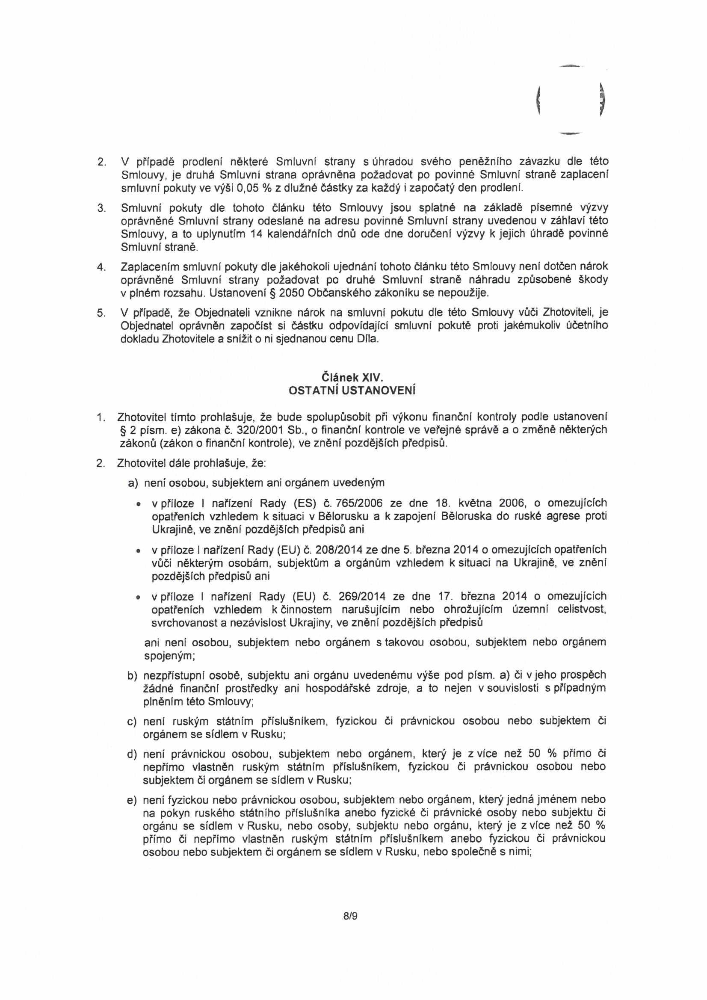 2. V případě prodlení některé Smluvní strany s úhradou svého peněžního závazku dle této
Smlouvy, je druhá Smluvní strana oprávněna požadovat po povinné Smluvní straně zaplacení
smluvní pokuty ve výši 0,05 % z dlužné částky za každý i započatý den prodlení.
3. Smluvní pokuty dle tohoto článku této Smlouvy jsou splatné na základě písemné výzvy
oprávněné Smluvní strany odeslané na adresu povinné Smluvní strany uvedenou v záhlaví této
Smlouvy, a to uplynutím 14 kalendářních dnů ode dne doručení výzvy k jejich úhradě povinné
Smluvní straně.
4. Zaplacením smluvní pokuty dle jakéhokoli ujednání tohoto článku této Smlouvy není dotčen nárok
oprávněné Smluvní strany požadovat po druhé Smluvní straně náhradu způsobené škody
v plném rozsahu. Ustanovení § 2050 Občanského zákoníku se nepoužije.
5. V případě, že Objednateli vznikne nárok na smluvní pokutu dle této Smlouvy vůči Zhotoviteli, je
Objednatel oprávněn započíst si částku odpovídající smluvní pokutě proti jakémukoliv účetního
dokladu Zhotovitele a snížit o ni sjednanou cenu Díla.
Článek XIV.
OSTATNÍ USTANOVENÍ
1. Zhotovitel tímto prohlašuje, že bude spolupůsobit při výkonu finanční kontroly podle ustanovení
§ 2 písm. e) zákona č. 320/2001 Sb., o finanční kontrole ve veřejné správě a o změně některých
zákonů (zákon o finanční kontrole), ve znění pozdějších předpisů.
2. Zhotovitel dále prohlašuje, že:
a) není osobou, subjektem ani orgánem uvedeným
• v příloze I nařízení Rady (ES) č. 765/2006 ze dne 18. května 2006, o omezujících
opatřeních vzhledem k situaci v Bělorusku a k zapojení Běloruska do ruské agrese proti
Ukrajině, ve znění pozdějších předpisů ani
• v příloze I nařízení Rady (EU) č. 208/2014 ze dne 5. března 2014 o omezujících opatřeních
vůči některým osobám, subjektům a orgánům vzhledem k situaci na Ukrajině, ve znění
pozdějších předpisů ani
• v příloze I nařízení Rady (EU) č. 269/2014 ze dne 17. března 2014 o omezujících
opatřeních vzhledem k činnostem narušujícím nebo ohrožujícím územní celistvost,
svrchovanost a nezávislost Ukrajiny, ve znění pozdějších předpisů
ani není osobou, subjektem nebo orgánem s takovou osobou, subjektem nebo orgánem
spojeným;
b) nezpřístupní osobě, subjektu ani orgánu uvedenému výše pod písm. a) či v jeho prospěch
žádné finanční prostředky ani hospodářské zdroje, a to nejen v souvislosti s případným
plněním této Smlouvy;
c) není ruským státním příslušníkem, fyzickou či právnickou osobou nebo subjektem či
orgánem se sídlem v Rusku;
d) není právnickou osobou, subjektem nebo orgánem, který je z více než 50 % přímo či
nepřímo vlastněn ruským státním příslušníkem, fyzickou či právnickou osobou nebo
subjektem či orgánem se sídlem v Rusku;
e) není fyzickou nebo právnickou osobou, subjektem nebo orgánem, který jedná jménem nebo
na pokyn ruského státního příslušníka anebo fyzické či právnické osoby nebo subjektu či
orgánu se sídlem v Rusku, nebo osoby, subjektu nebo orgánu, který je z více než 50 %
přímo či nepřímo vlastněn ruským státním příslušníkem anebo fyzickou či právnickou
osobou nebo subjektem či orgánem se sídlem v Rusku, nebo společně s nimi;
8/9